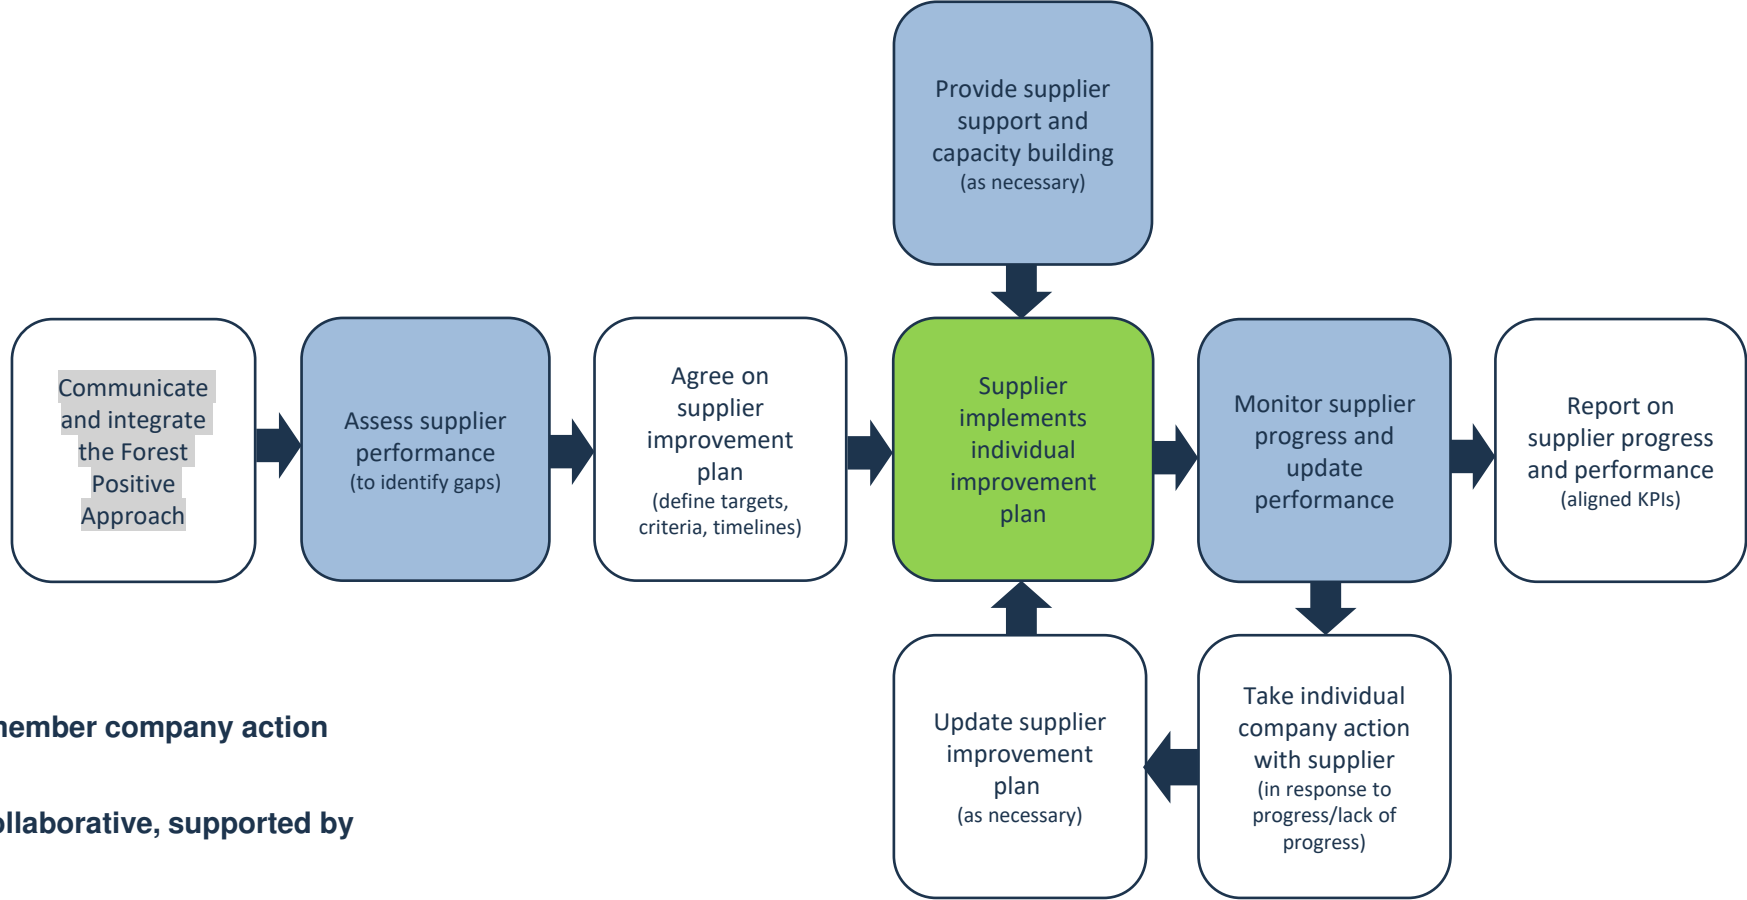 Provide supplier
support and
capacity building
(as necessary)
Communicate
and integrate
the Forest
Positive
Approach
Assess supplier
performance
(to identify gaps)
Agree on
supplier
improvement
plan
(define targets,
criteria, timelines)
Supplier
implements
individual
improvement
plan
Monitor supplier
progress and
update
performance
Report on
supplier progress
and performance
(aligned KPIs)
Update supplier
improvement
plan
(as necessary)
Take individual
company action
with supplier
(in response to
progress/lack of
progress)
member company action
ollaborative, supported by